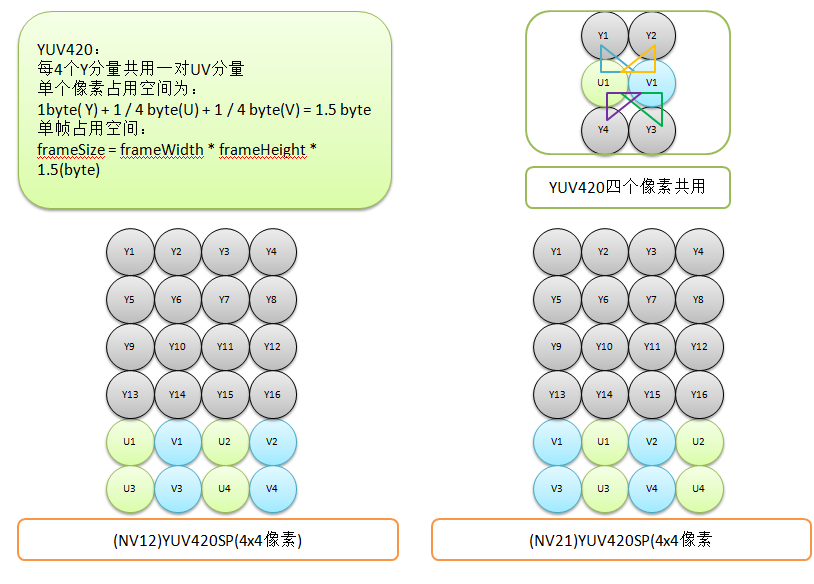 YUV420：
每4个Y分量共用一对UV分量
单个像素占用空间为：
1byte( Y) + 1 / 4 byte(U) + 1 / 4 byte(V) = 1.5 byte
单帧占用空间：
frameSize = frameWidth * frameHeight *
1.5(byte)
Y1 Y2
U1 V1
Y4 Y3
YUV420四个像素共用
Y1 Y2 Y3 Y4
Y5 Y6 Y7 Y8
Y9 Y10 Y11 Y12
Y13 Y14 Y15 Y16
U1 V1 U2 V2
U3 V3 U4 V4
(NV12)YUV420SP(4x4像素)
Y1 Y2 Y3 Y4
Y5 Y6 Y7 Y8
Y9 Y10 Y11 Y12
Y13 Y14 Y15 Y16
V1 U1 V2 U2
V3 U3 V4 U4
(NV21)YUV420SP(4x4像素